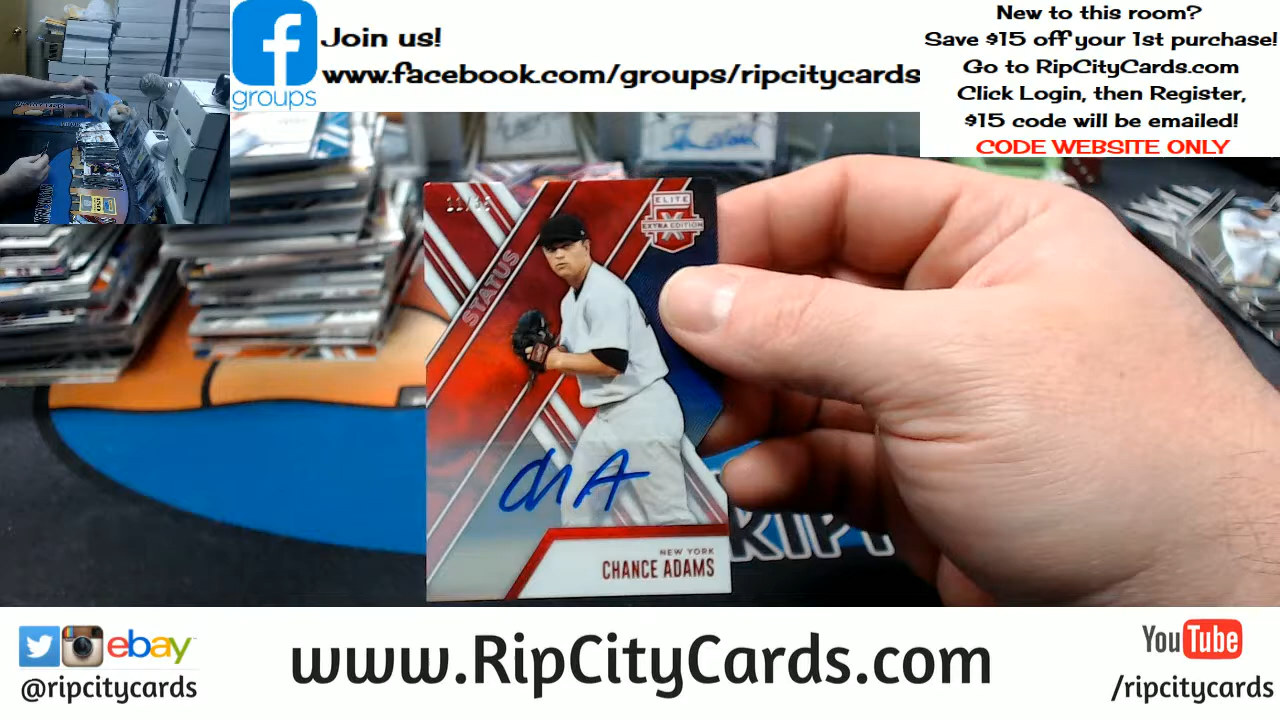 Join us!
www.facebook.com/groups/ripcitycards
groups
New to this room?
Save $15 off your 1st purchase!
Go to RipCityCards.com
Click Login, then Register,
$15 code will be emailed!
CODE WEBSITE ONLY
ELITE
X
EXTRA EDITION
STATUS
NEW YORK
CHANCE ADAMS
ebay
@ripcitycards
www.RipCityCards.com
YouTube
/ripcitycards